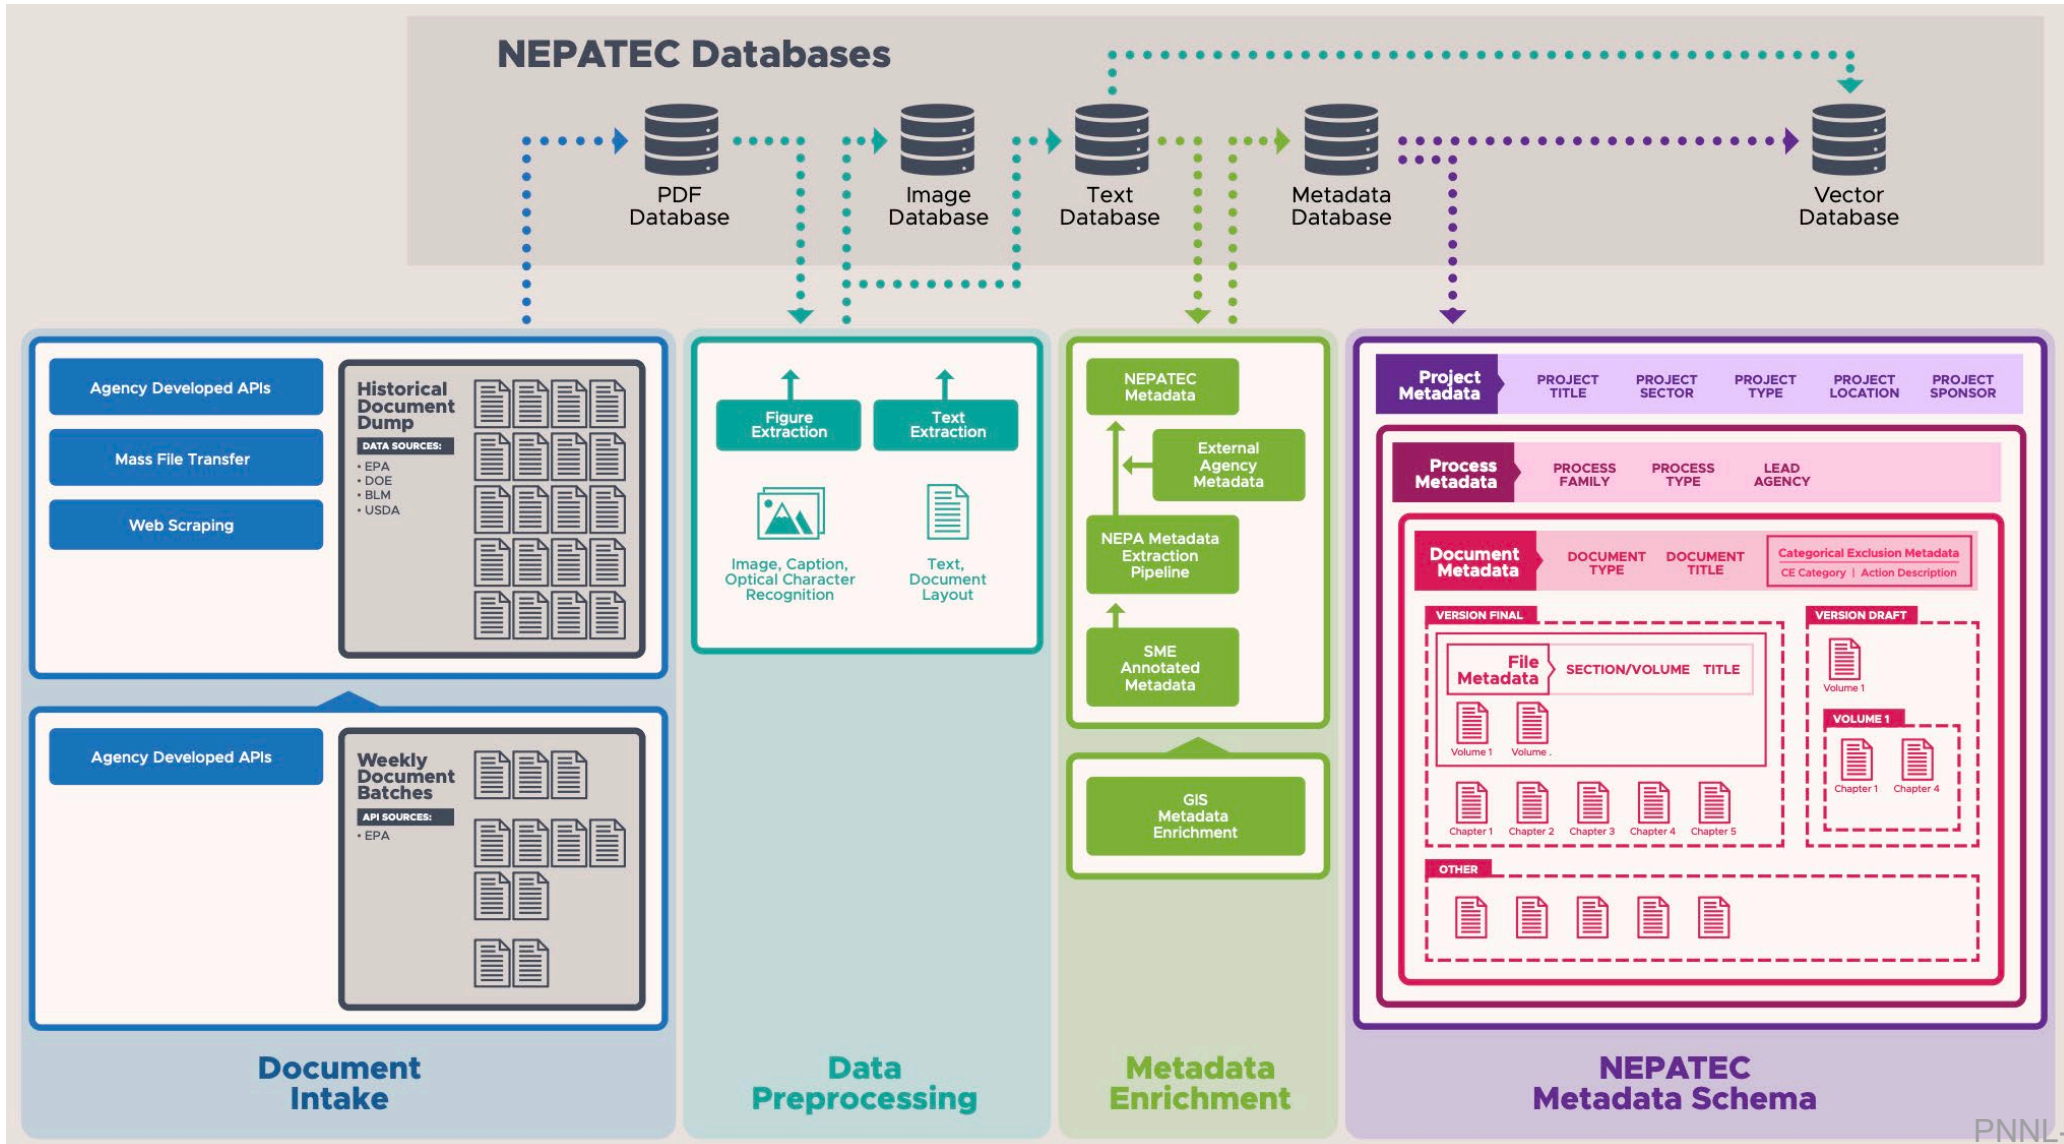 NEPATEC Databases
PDF
Database
Image
Database
Text
Database
Metadata
Database
Vector
Database
Agency Developed APIs
Mass File Transfer
Web Scraping
Historical
Document
Dump
DATA SOURCES:
• EPA
• DOE
• BLM
• USDA
Agency Developed APIs
Weekly
Document
Batches
API SOURCES:
• EPA
Document
Intake
Figure
Extraction
Text
Extraction
Image, Caption,
Optical Character
Recognition
Text,
Document
Layout
Data
Preprocessing
NEPATEC
Metadata
External
Agency
Metadata
NEPA Metadata
Extraction
Pipeline
SME
Annotated
Metadata
GIS
Metadata
Enrichment
Metadata
Enrichment
Project
Metadata
PROJECT
TITLE
PROJECT
SECTOR
PROJECT
TYPE
PROJECT
LOCATION
PROJECT
SPONSOR
Process
Metadata
PROCESS
FAMILY
PROCESS
TYPE
LEAD
AGENCY
Document
Metadata
DOCUMENT
TYPE
DOCUMENT
TITLE
Categorical Exclusion Metadata
CE Category | Action Description
VERSION FINAL
File
Metadata
SECTION/VOLUME TITLE
Volume 1
Volume .
Chapter 1
Chapter 2
Chapter 3
Chapter 4
Chapter 5
VERSION DRAFT
Volume 1
VOLUME 1
Chapter 1
Chapter 4
OTHER
NEPATEC
Metadata Schema
PNNL-